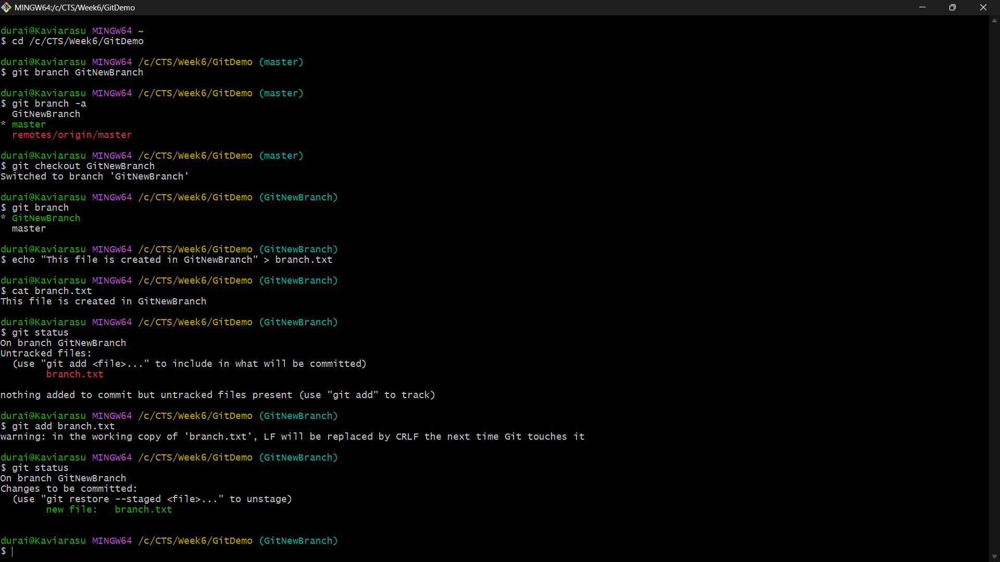 MINGW64:/c/CTS/Week6/GitDemo
durai@Kaviarasu MINGW64 ~
$ cd /c/CTS/Week6/GitDemo
durai@Kaviarasu MINGW64 /c/CTS/Week6/GitDemo (master)
$ git branch GitNewBranch
durai@Kaviarasu MINGW64 /c/CTS/Week6/GitDemo (master)
$ git branch -a
  GitNewBranch
* master
  remotes/origin/master
durai@Kaviarasu MINGW64 /c/CTS/Week6/GitDemo (master)
$ git checkout GitNewBranch
Switched to branch 'GitNewBranch'
durai@Kaviarasu MINGW64 /c/CTS/Week6/GitDemo (GitNewBranch)
$ git branch
* GitNewBranch
  master
durai@Kaviarasu MINGW64 /c/CTS/Week6/GitDemo (GitNewBranch)
$ echo "This file is created in GitNewBranch" > branch.txt
durai@Kaviarasu MINGW64 /c/CTS/Week6/GitDemo (GitNewBranch)
$ cat branch.txt
This file is created in GitNewBranch
durai@Kaviarasu MINGW64 /c/CTS/Week6/GitDemo (GitNewBranch)
$ git status
On branch GitNewBranch
Untracked files:
  (use "git add <file>..." to include in what will be committed)
        branch.txt
nothing added to commit but untracked files present (use "git add" to track)
durai@Kaviarasu MINGW64 /c/CTS/Week6/GitDemo (GitNewBranch)
$ git add branch.txt
warning: in the working copy of 'branch.txt', LF will be replaced by CRLF the next time Git touches it
durai@Kaviarasu MINGW64 /c/CTS/Week6/GitDemo (GitNewBranch)
$ git status
On branch GitNewBranch
Changes to be committed:
  (use "git restore --staged <file>..." to unstage)
        new file:   branch.txt
durai@Kaviarasu MINGW64 /c/CTS/Week6/GitDemo (GitNewBranch)
$